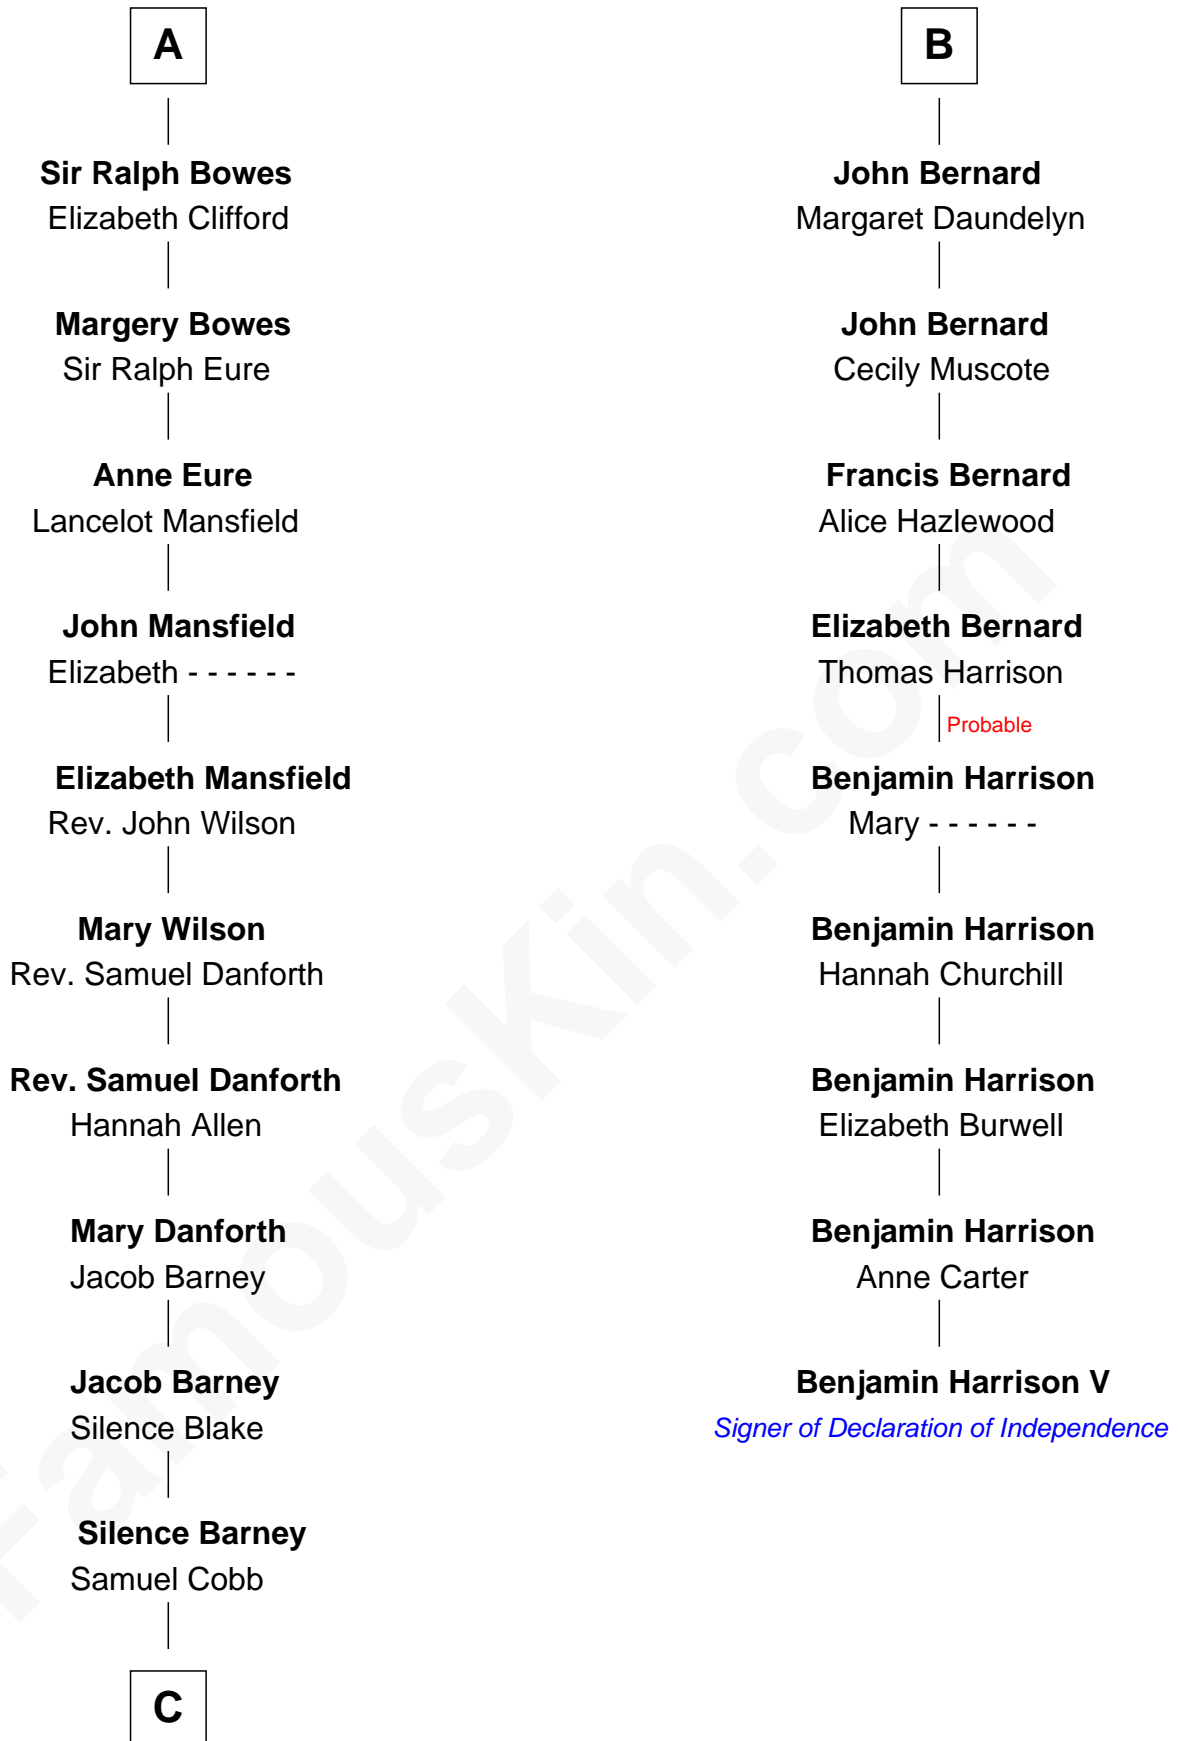 A
Sir Ralph Bowes
Elizabeth Clifford
Margery Bowes
Sir Ralph Eure
Anne Eure
Lancelot Mansfield
John Mansfield
Elizabeth - - - - - -
Elizabeth Mansfield
Rev. John Wilson
Mary Wilson
Rev. Samuel Danforth
Rev. Samuel Danforth
Hannah Allen
Mary Danforth
Jacob Barney
Jacob Barney
Silence Blake
Silence Barney
Samuel Cobb
C
B
John Bernard
Margaret Daundelyn
John Bernard
Cecily Muscote
Francis Bernard
Alice Hazlewood
Elizabeth Bernard
Thomas Harrison
Probable
Benjamin Harrison
Mary - - - - - -
Benjamin Harrison
Hannah Churchill
Benjamin Harrison
Elizabeth Burwell
Benjamin Harrison
Anne Carter
Benjamin Harrison V
Signer of Declaration of Independence
FamousKin.com